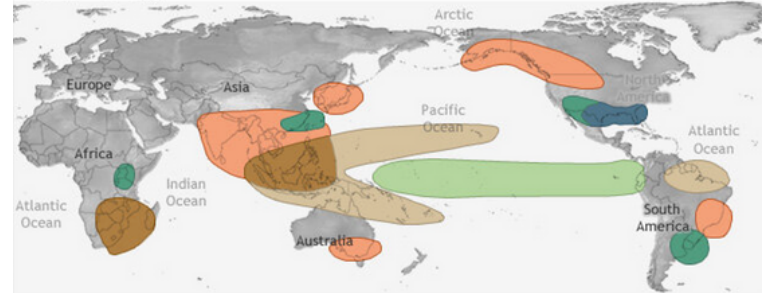 Arctic
Ocean
Europe
Asia
North
America
Pacific
Ocean
Atlantic
Ocean
Africa
Indian
Ocean
Atlantic
Ocean
South
America
Australia